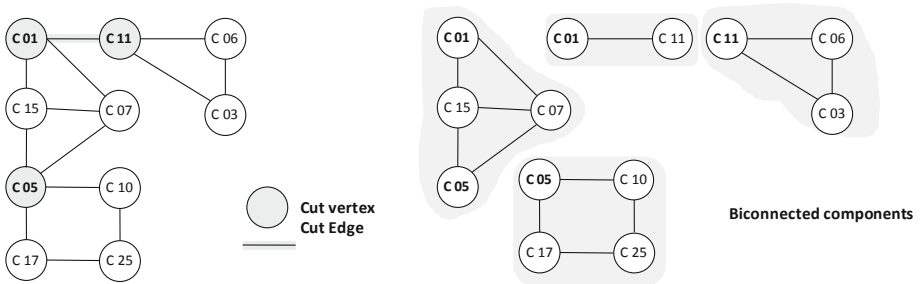 C 01
C 11
C 06
C 15
C 07
C 03
C 05
C 10
C 17
C 25
Cut vertex
Cut Edge
C 01
C 15
C 07
C 05
C 01
C 11
C 11
C 06
C 03
C 05
C 10
C 17
C 25
Biconnected components